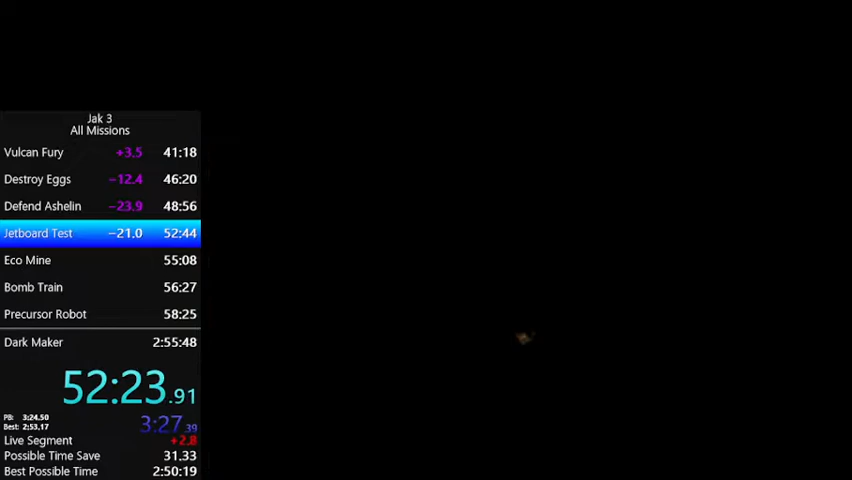 Jak 3
All Missions
Vulcan Fury +3.5 41:18
Destroy Eggs −12.4 46:20
Defend Ashelin −23.9 48:56
Jetboard Test −21.0 52:44
Eco Mine 55:08
Bomb Train 56:27
Precursor Robot 58:25
Dark Maker 2:55:48
52:23.91
PB: 3:24.50
Best: 2:53.17
3:27.39
Live Segment +2.8
Possible Time Save 31.33
Best Possible Time 2:50:19